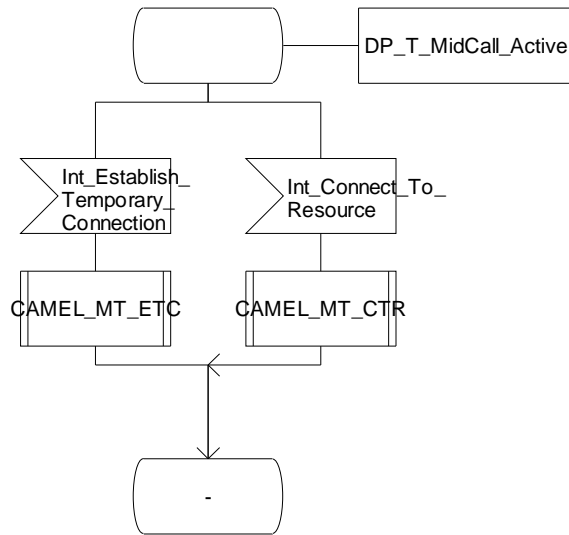 DP_T_MidCall_Active
Int_Establish_
Temporary_
Connection
Int_Connect_To_
Resource
CAMEL_MT_ETC
CAMEL_MT_CTR
-